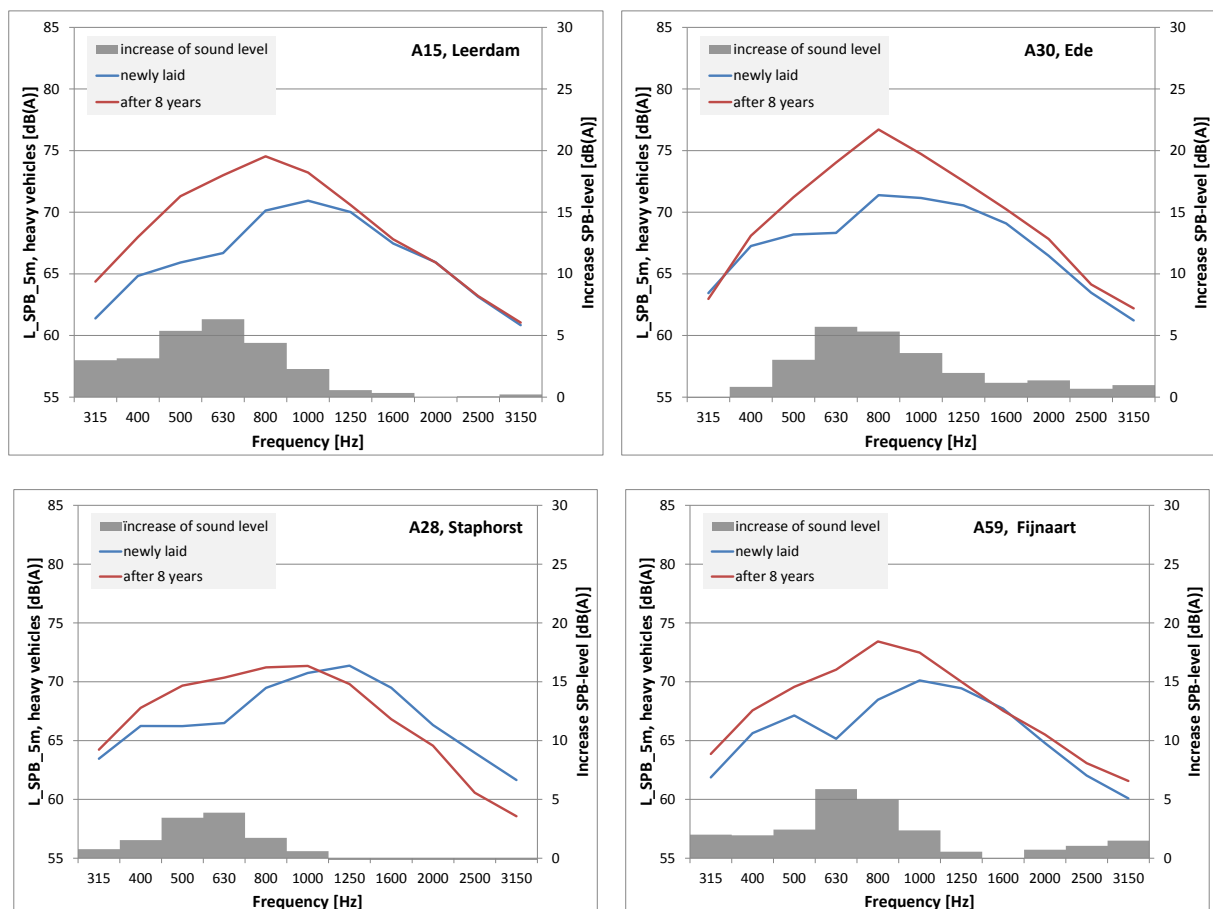 A15, Leerdam
increase of sound level
newly laid
after 8 years
L_SPB_5m, heavy vehicles [dB(A)]
85
80
75
70
65
60
55
Increase SPB-level [dB(A)]
30
25
20
15
10
5
0
315 400 500 630 800 1000 1250 1600 2000 2500 3150
Frequency [Hz]
A30, Ede
increase of sound level
newly laid
after 8 years
L_SPB_5m, heavy vehicles [dB(A)]
85
80
75
70
65
60
55
Increase SPB-level [dB(A)]
30
25
20
15
10
5
0
315 400 500 630 800 1000 1250 1600 2000 2500 3150
Frequency [Hz]
A28, Staphorst
increase of sound level
newly laid
after 8 years
L_SPB_5m, heavy vehicles [dB(A)]
85
80
75
70
65
60
55
Increase SPB-level [dB(A)]
30
25
20
15
10
5
0
315 400 500 630 800 1000 1250 1600 2000 2500 3150
Frequency [Hz]
A59, Fijnaart
increase of sound level
newly laid
after 8 years
L_SPB_5m, heavy vehicles [dB(A)]
85
80
75
70
65
60
55
Increase SPB-level [dB(A)]
30
25
20
15
10
5
0
315 400 500 630 800 1000 1250 1600 2000 2500 3150
Frequency [Hz]